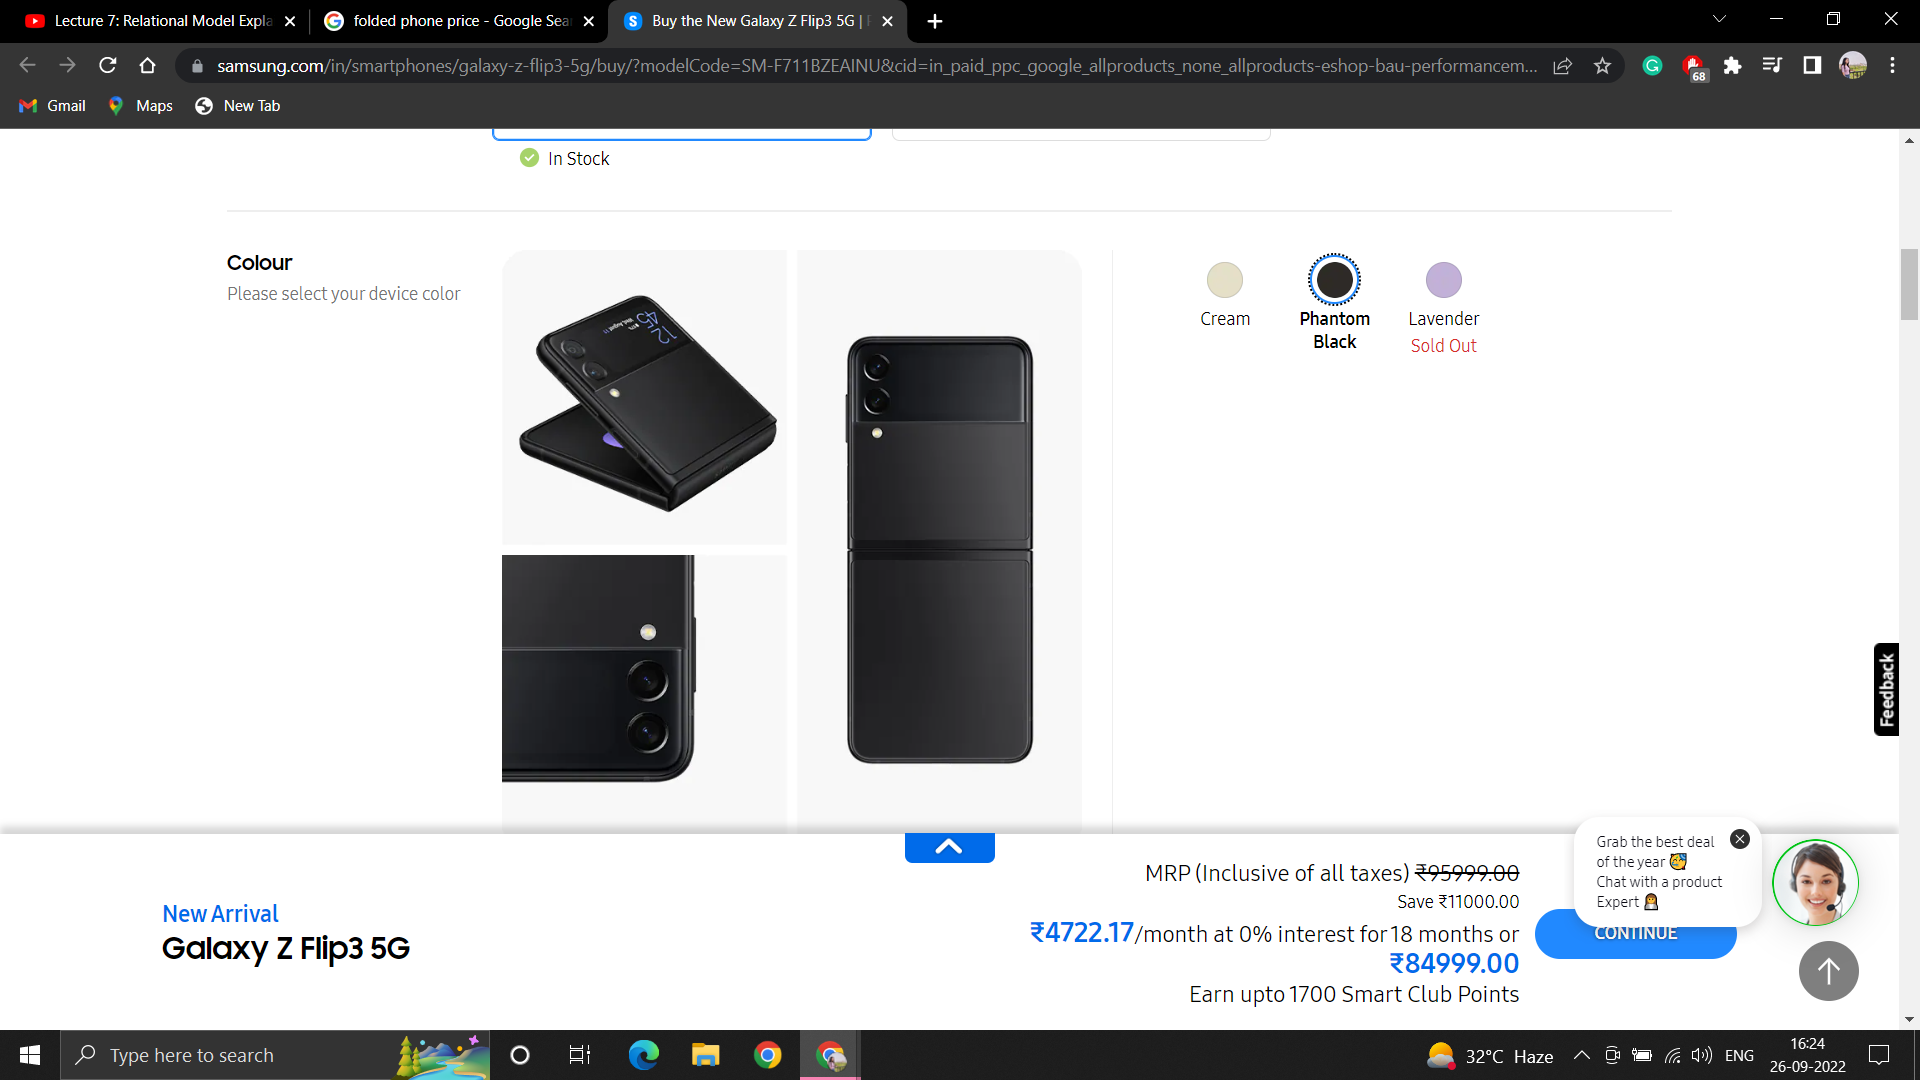 Lecture 7: Relational Model Expla
folded phone price - Google Sea
Buy the New Galaxy Z Flip3 5G |
samsung.com/in/smartphones/galaxy-z-flip3-5g/buy/?modelCode=SM-F711BZEAINU&cid=in_paid_ppc_google_allproducts_none_allproducts-eshop-bau-performancem...
68
Gmail
Maps
New Tab
In Stock
Colour
Please select your device color
Cream
Phantom
Black
Lavender
Sold Out
Feedback
New Arrival
Galaxy Z Flip3 5G
MRP (Inclusive of all taxes) ₹95999.00
Save ₹11000.00
₹4722.17/month at 0% interest for 18 months or
₹84999.00
Earn upto 1700 Smart Club Points
Grab the best deal
of the year 🥳
Chat with a product
Expert 👩‍💼
CONTINUE
Type here to search
32°C Haze
ENG
16:24
26-09-2022